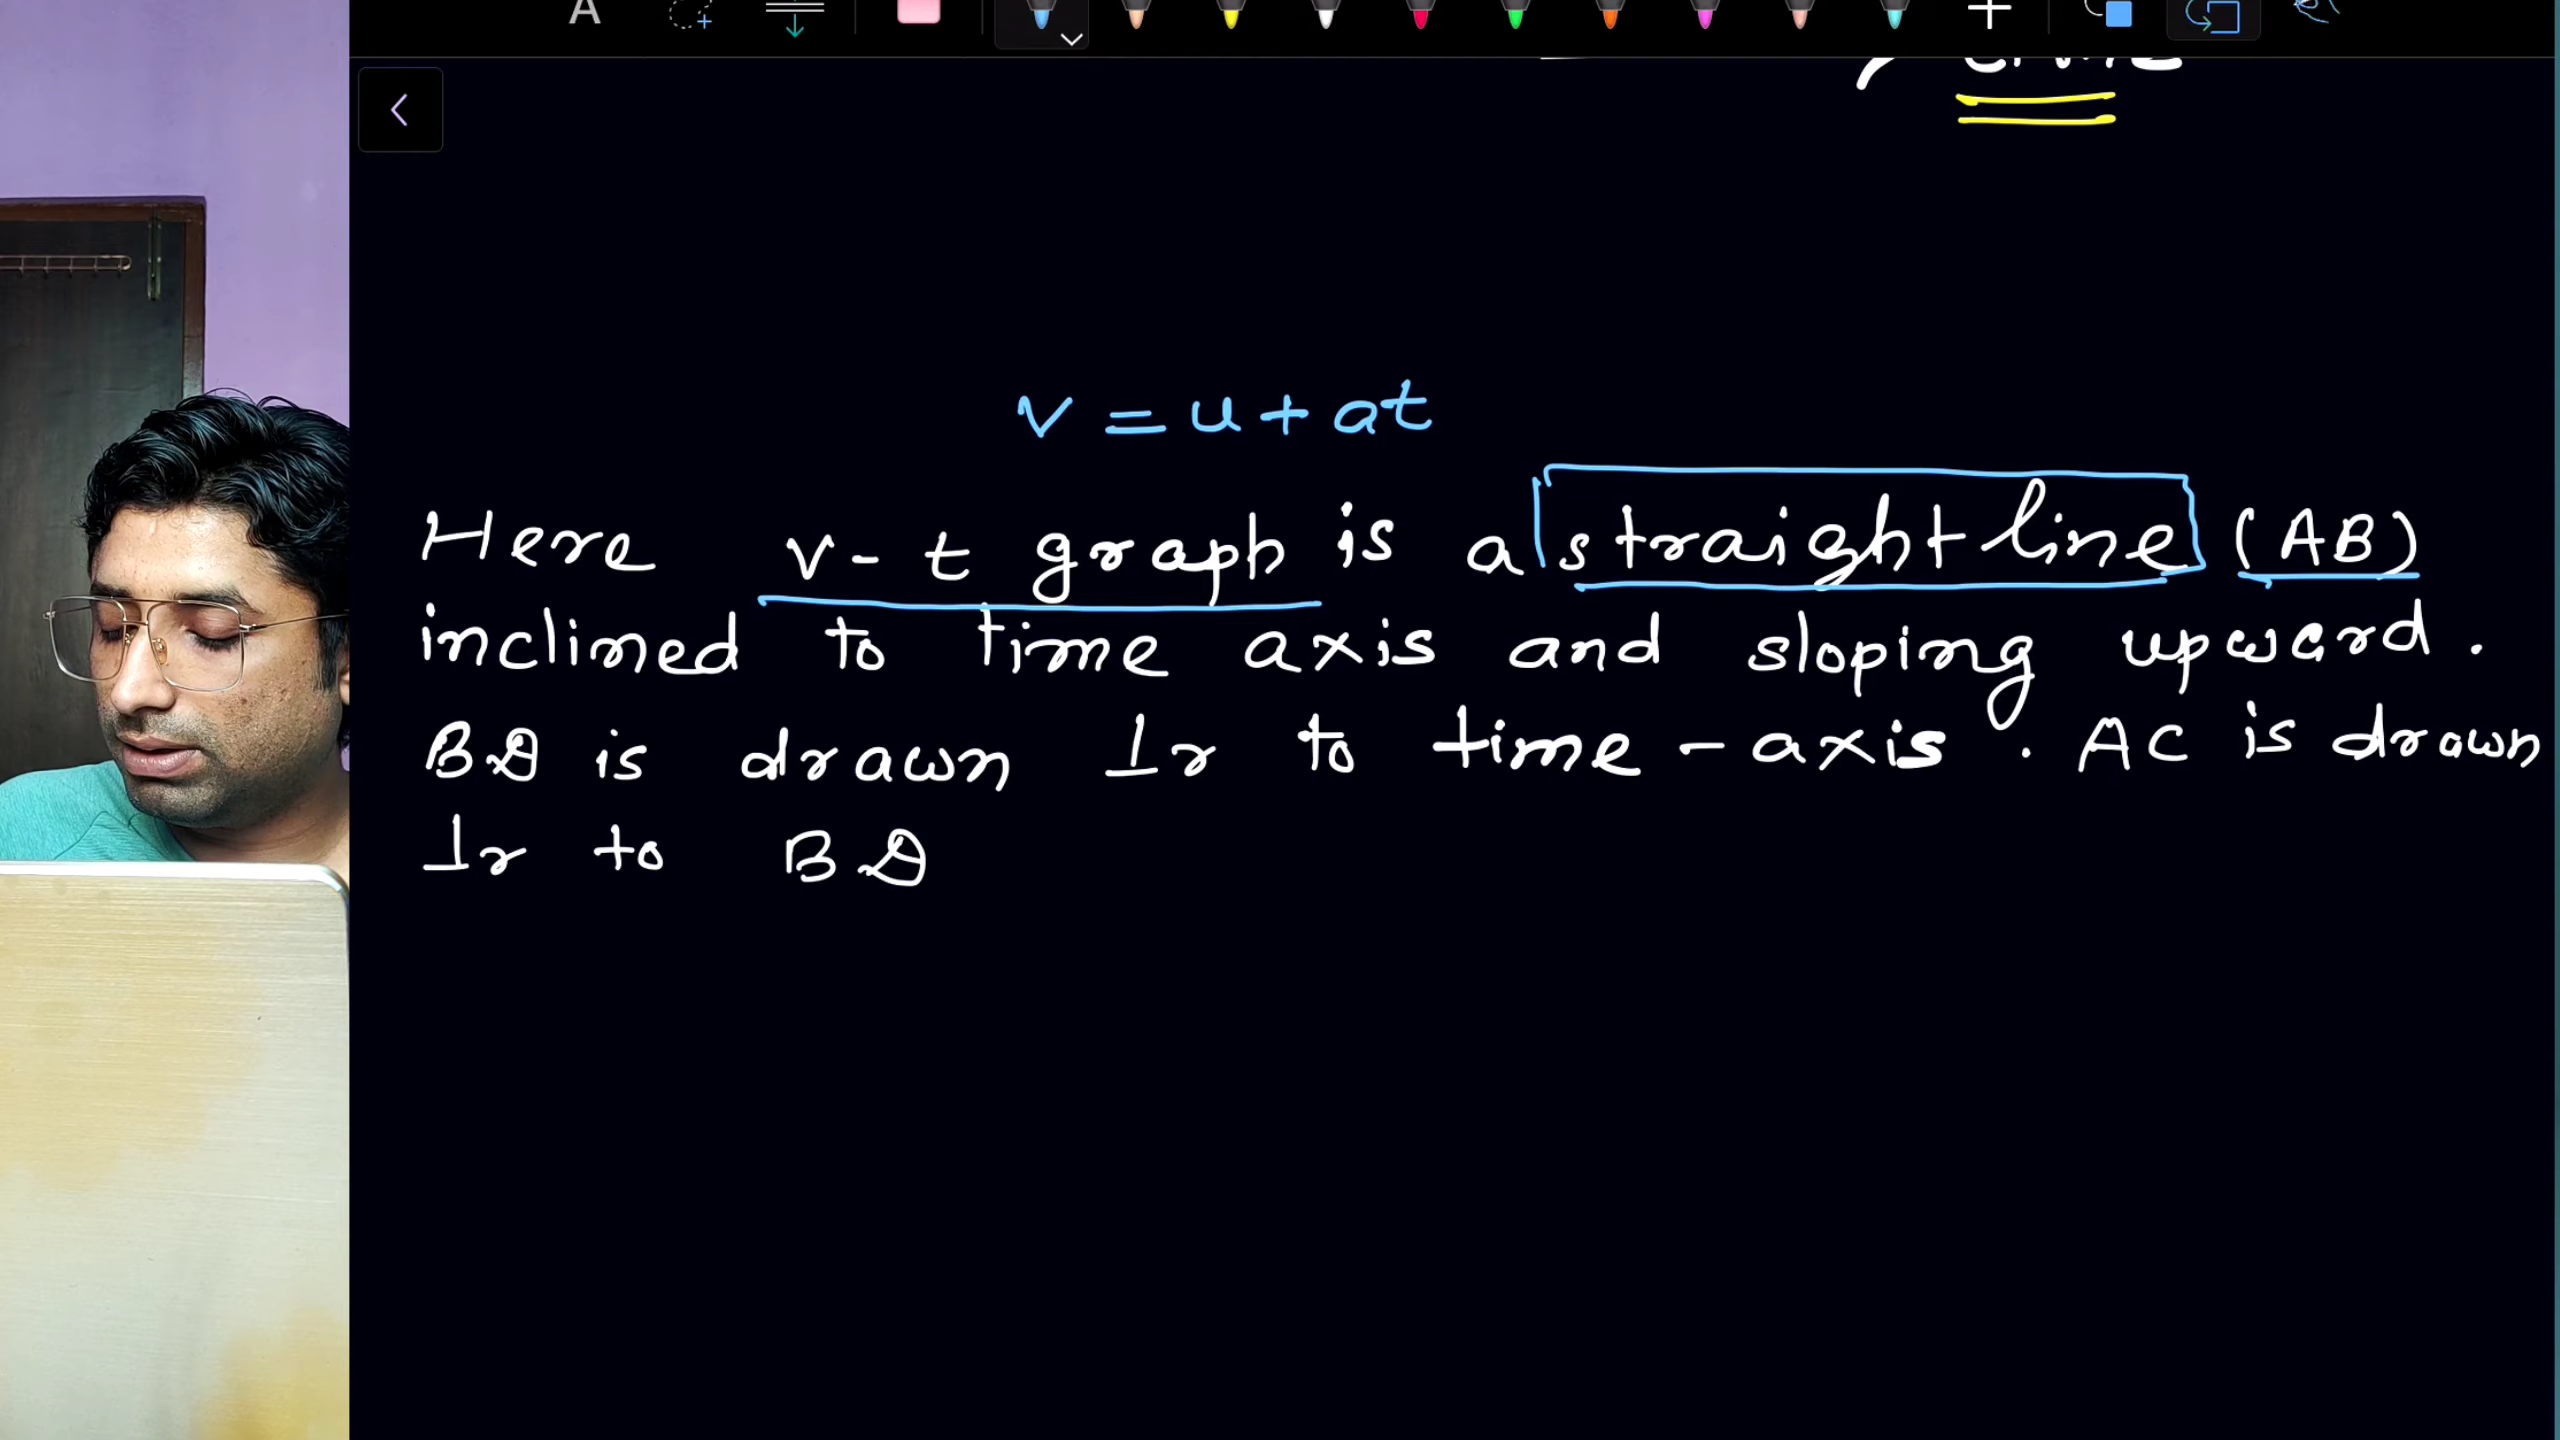 A
v = u + at
Here v - t graph is a straight line (AB)
inclined to time axis and sloping upward .
BD is drawn ⊥r to time - axis . AC is drawn
⊥r to BD